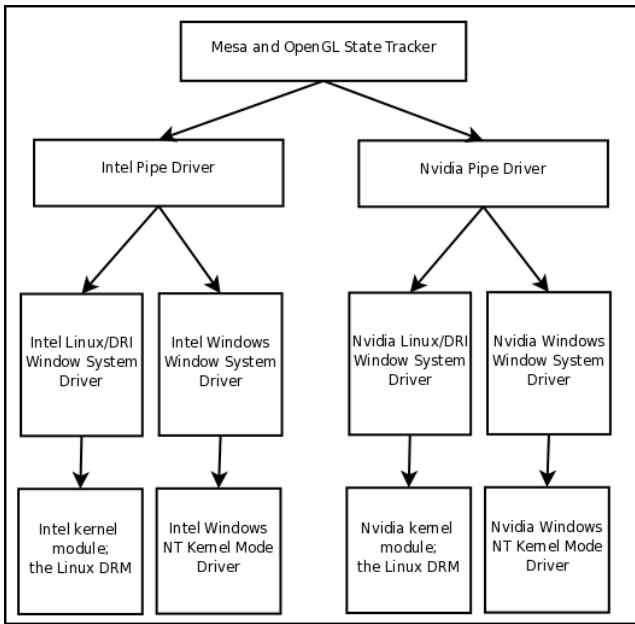 Mesa and OpenGL State Tracker
Intel Pipe Driver
Nvidia Pipe Driver
Intel Linux/DRI
Window System
Driver
Intel Windows
Window System
Driver
Nvidia Linux/DRI
Window System
Driver
Nvidia Windows
Window System
Driver
Intel kernel
module;
the Linux DRM
Intel Windows
NT Kernel Mode
Driver
Nvidia kernel
module;
the Linux DRM
Nvidia Windows
NT Kernel Mode
Driver